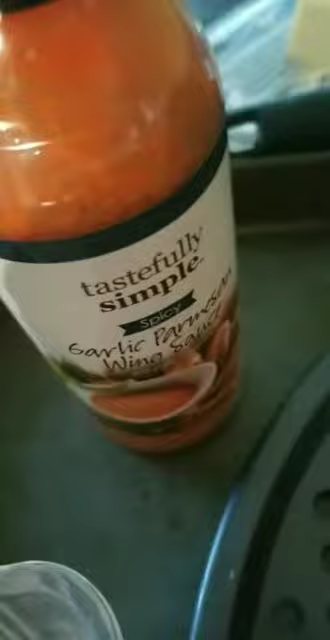 tastefully
simple
Spicy
Garlic Parmesan
Wing Sauce